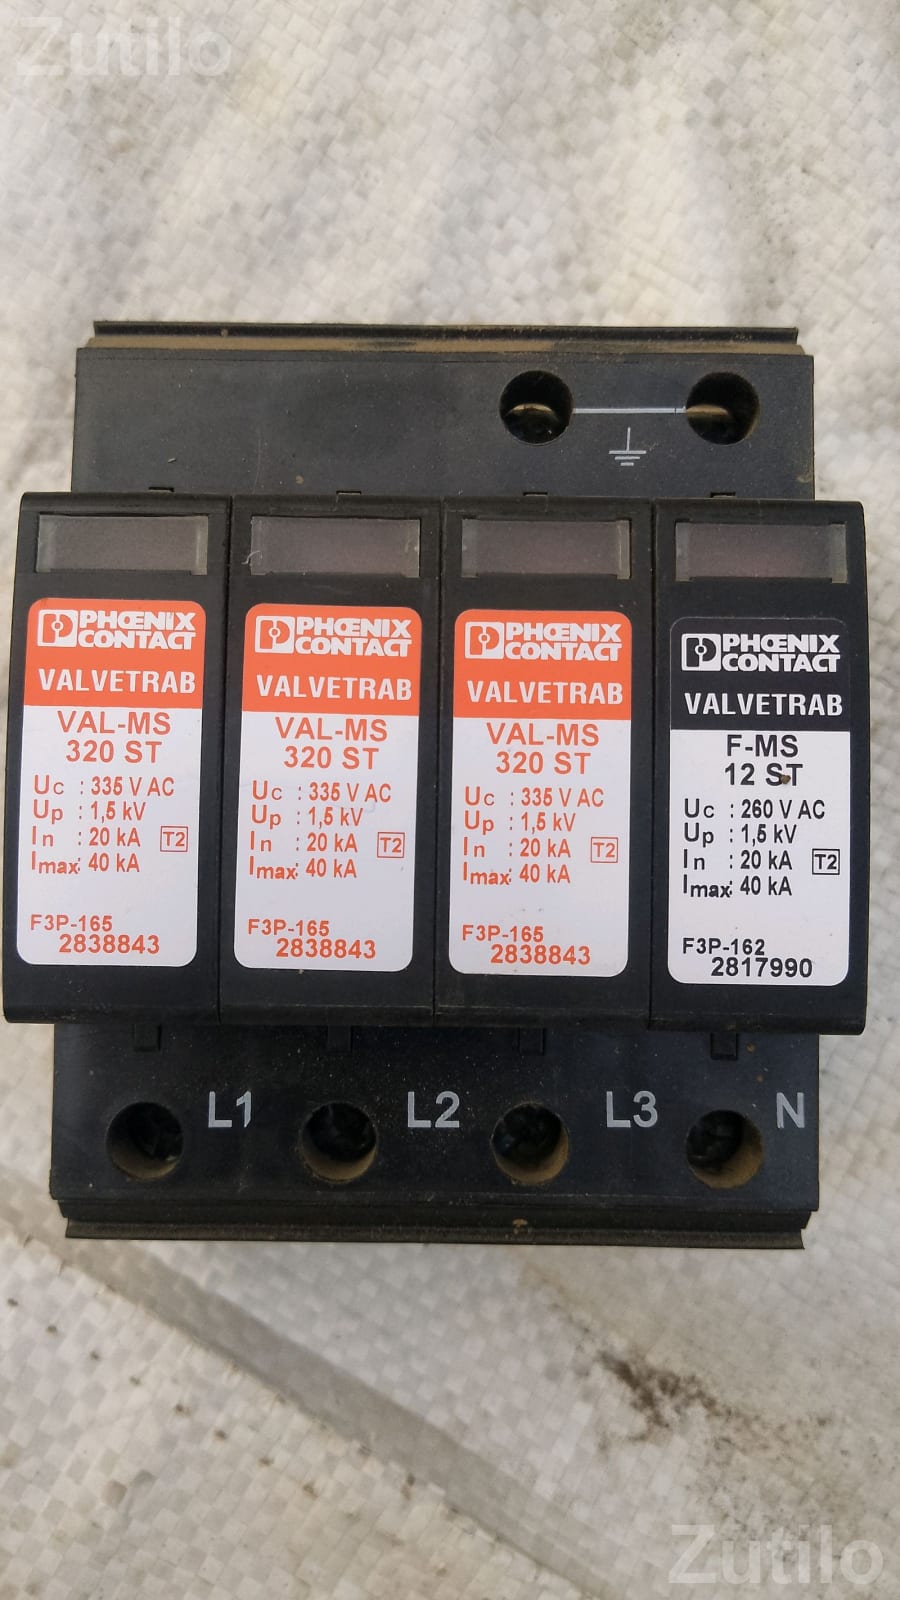 Zutilo
PHŒNIX
CONTACT
VALVETRAB
VAL-MS
320 ST
Uc : 335 V AC
Up : 1,5 kV
In : 20 kA T2
Imax: 40 kA
F3P-165
2838843
PHŒNIX
CONTACT
VALVETRAB
VAL-MS
320 ST
Uc : 335 V AC
Up : 1,5 kV
In : 20 kA T2
Imax: 40 kA
F3P-165
2838843
PHŒNIX
CONTACT
VALVETRAB
VAL-MS
320 ST
Uc : 335 V AC
Up : 1,5 kV
In : 20 kA T2
Imax: 40 kA
F3P-165
2838843
PHŒNIX
CONTACT
VALVETRAB
F-MS
12 ST
Uc : 260 V AC
Up : 1,5 kV
In : 20 kA T2
Imax: 40 kA
F3P-162
2817990
L1 L2 L3 N
Zutilo